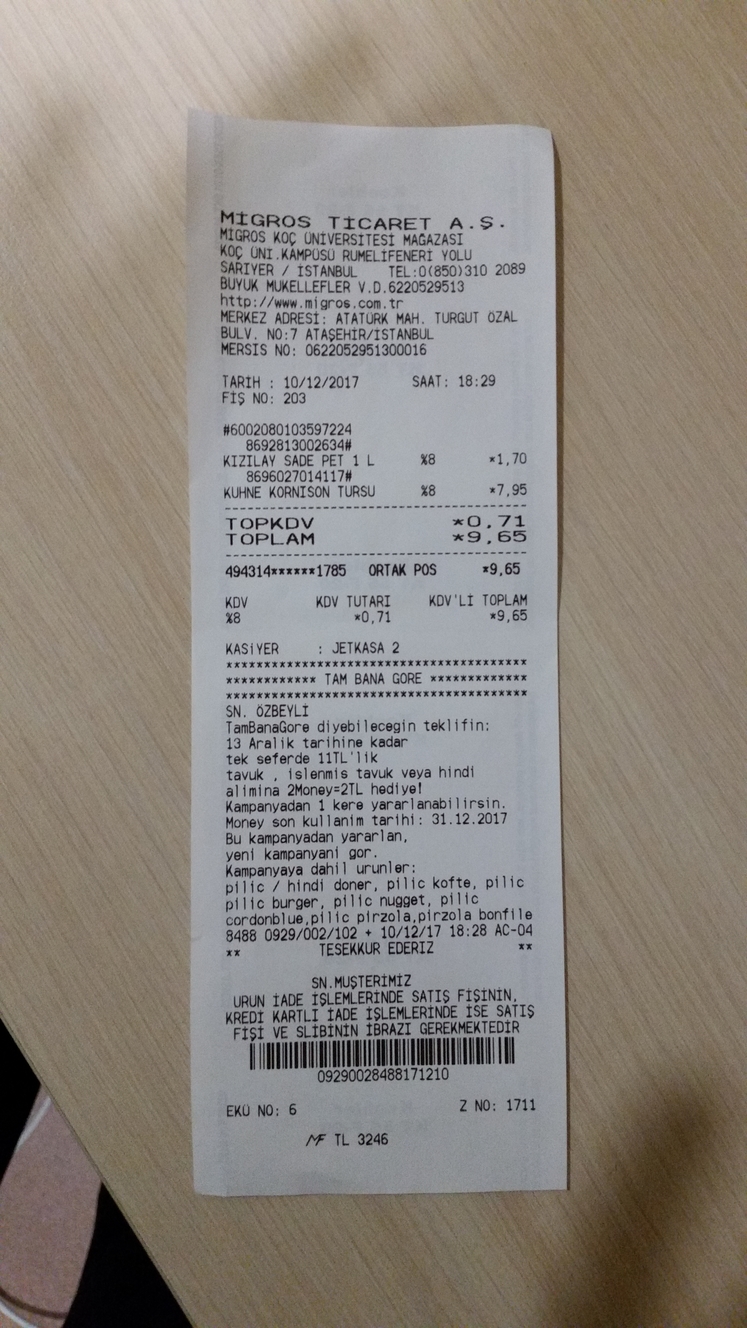 MİGROS TİCARET A.Ş.
MİGROS KOÇ ÜNİVERSİTESİ MAĞAZASI
KOÇ ÜNİ.KAMPÜSÜ RUMELİFENERİ YOLU
SARIYER / İSTANBUL TEL:0(850)310 2089
BÜYÜK MÜKELLEFLER V.D.6220529513
http://www.migros.com.tr
MERKEZ ADRESİ: ATATÜRK MAH. TURGUT ÖZAL
BULV. NO:7 ATAŞEHİR/İSTANBUL
MERSİS NO: 0622052951300016
TARİH : 10/12/2017 SAAT: 18:29
FİŞ NO: 203
#6002080103597224
8692813002634#
KIZILAY SADE PET 1 L %8 *1,70
8696027014117#
KUHNE KORNISON TURSU %8 *7,95
TOPKDV *0,71
TOPLAM *9,65
494314******1785 ORTAK POS *9,65
KDV KDV TUTARI KDV'Lİ TOPLAM
%8 *0,71 *9,65
KASİYER : JETKASA 2
***************************************
************ TAM BANA GORE *************
***************************************
SN. ÖZBEYLİ
TamBanaGore diyebilecegin teklifin:
13 Aralik tarihine kadar
tek seferde 11TL'lik
tavuk , islenmis tavuk veya hindi
alimina 2Money=2TL hediye!
Kampanyadan 1 kere yararlanabilirsin.
Money son kullanim tarihi: 31.12.2017
Bu kampanyadan yararlan,
yeni kampanyani gor.
Kampanyaya dahil urunler:
pilic / hindi doner, pilic kofte, pilic
pilic burger, pilic nugget, pilic
cordonblue,pilic pirzola,pirzola bonfile
8488 0929/002/102 + 10/12/17 18:28 AC-04
** TESEKKUR EDERIZ **
SN.MÜŞTERİMİZ
ÜRÜN İADE İŞLEMLERİNDE SATIŞ FİŞİNİN,
KREDİ KARTLI İADE İŞLEMLERİNDE İSE SATIŞ
FİŞİ VE SLİBİNİN İBRAZI GEREKMEKTEDİR
09290028488171210
EKÜ NO: 6 Z NO: 1711
MF TL 3246